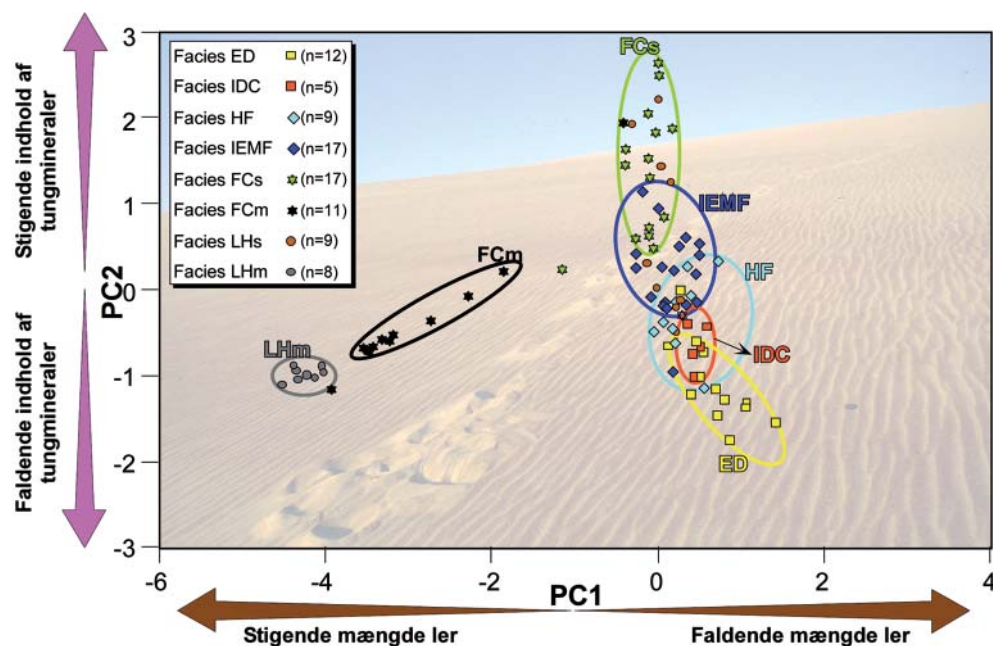 Stigende indhold af
tungmineraler
Faldende indhold af
tungmineraler
PC2
3
2
1
0
-1
-2
-3
Facies ED (n=12)
Facies IDC (n=5)
Facies HF (n=9)
Facies IEMF (n=17)
Facies FCs (n=17)
Facies FCm (n=11)
Facies LHs (n=9)
Facies LHm (n=8)
FCs
IEMF
HF
FCm
LHm
IDC
ED
-6
-4
-2
0
2
4
PC1
Stigende mængde ler
Faldende mængde ler